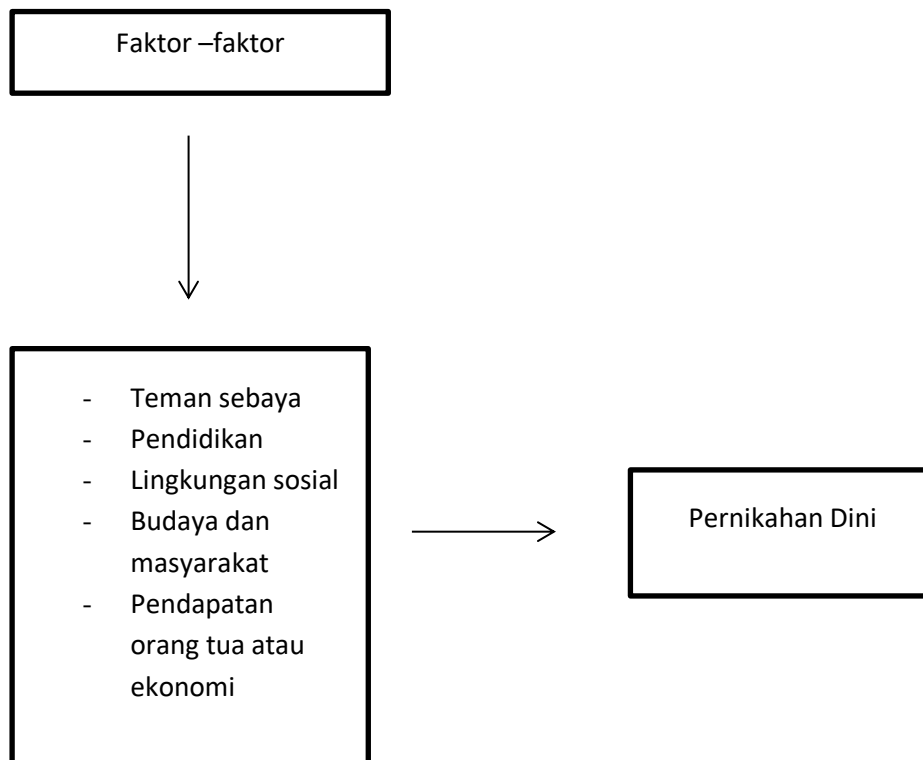 Faktor –faktor
- Teman sebaya
- Pendidikan
- Lingkungan sosial
- Budaya dan
masyarakat
- Pendapatan
orang tua atau
ekonomi
Pernikahan Dini